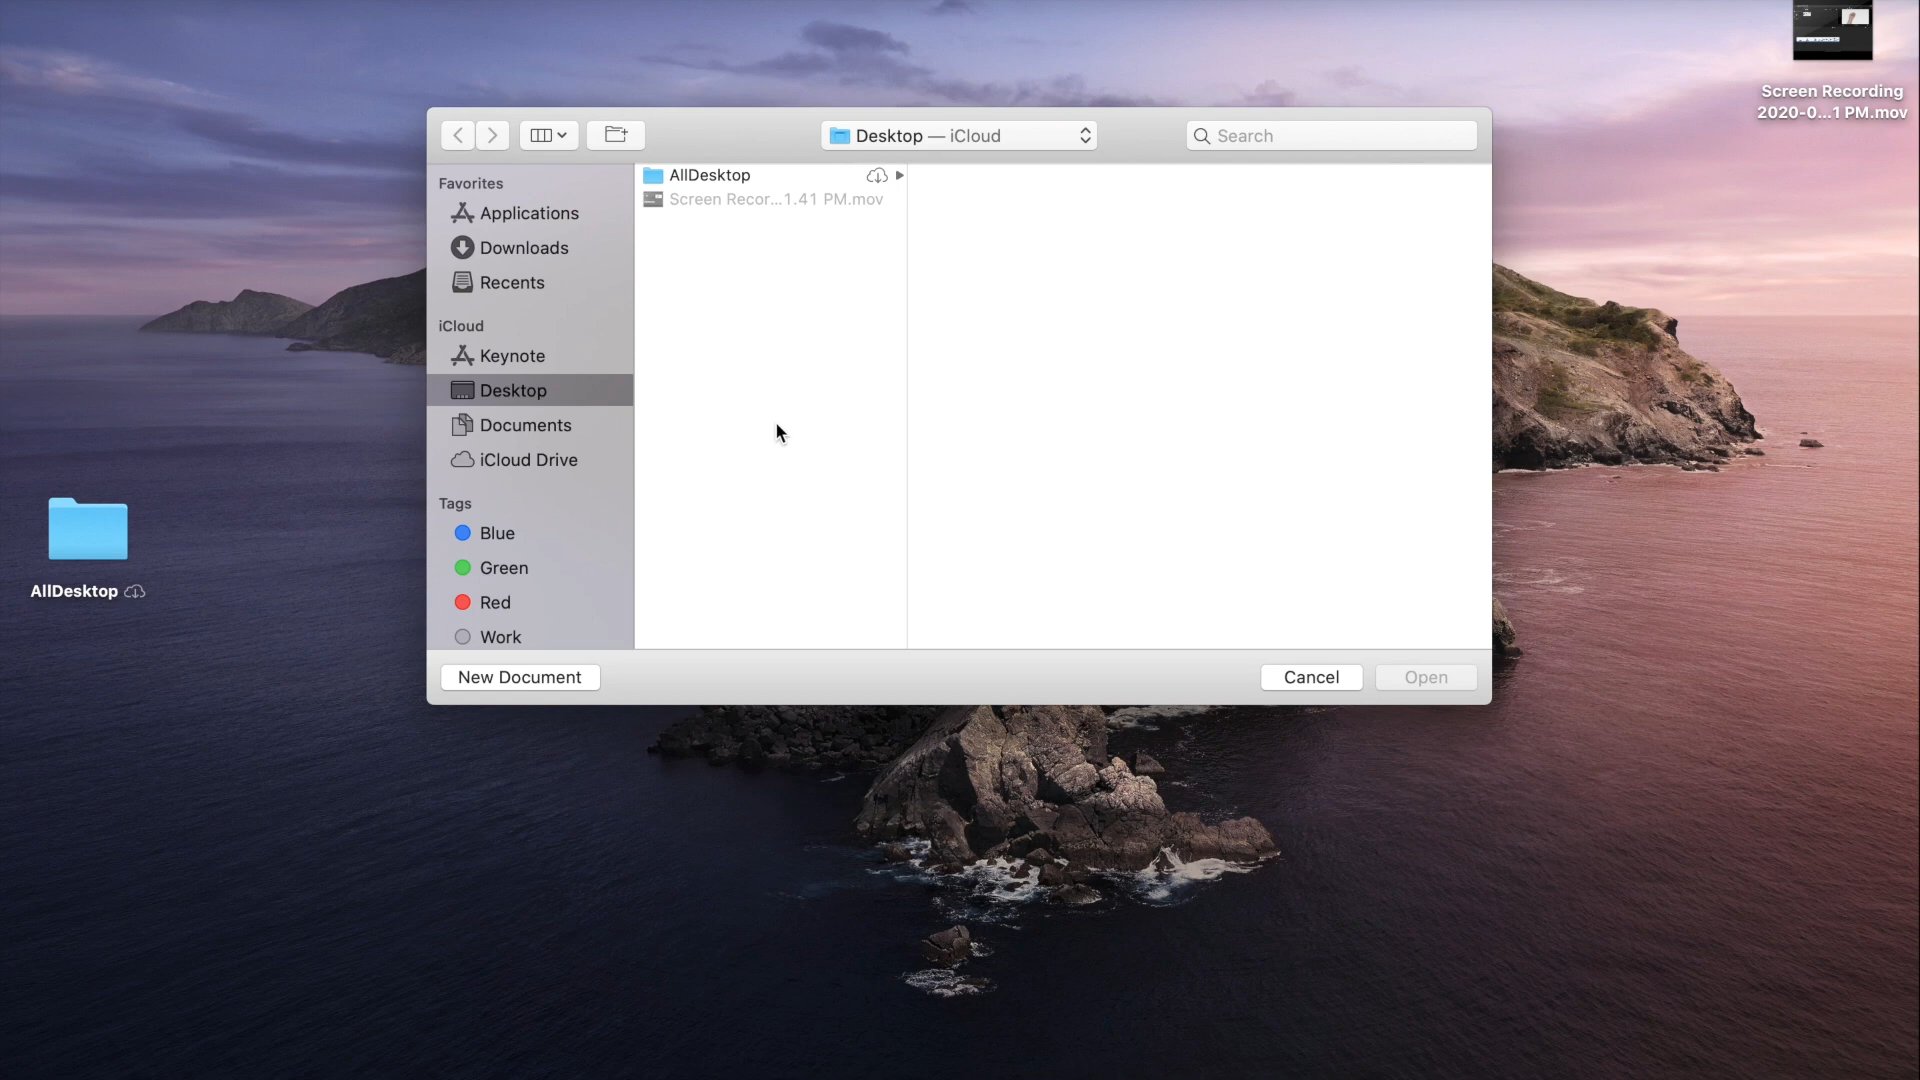 Screen Recording
2020-0...1 PM.mov
Desktop — iCloud
Search
Favorites
Applications
Downloads
Recents
iCloud
Keynote
Desktop
Documents
iCloud Drive
Tags
Blue
Green
Red
Work
AllDesktop
Screen Recor...1.41 PM.mov
New Document
Cancel
Open
AllDesktop